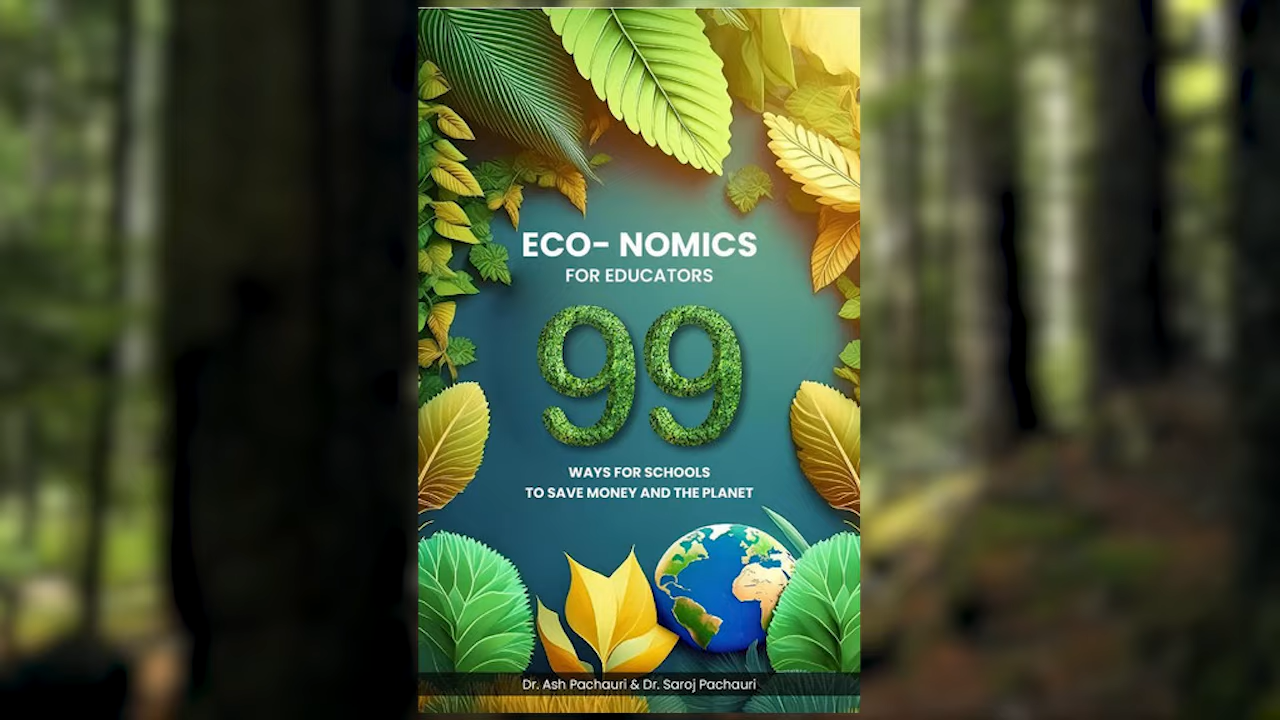 ECO- NOMICS
FOR EDUCATORS
99
WAYS FOR SCHOOLS
TO SAVE MONEY AND THE PLANET
Dr. Ash Pachauri & Dr. Saroj Pachauri